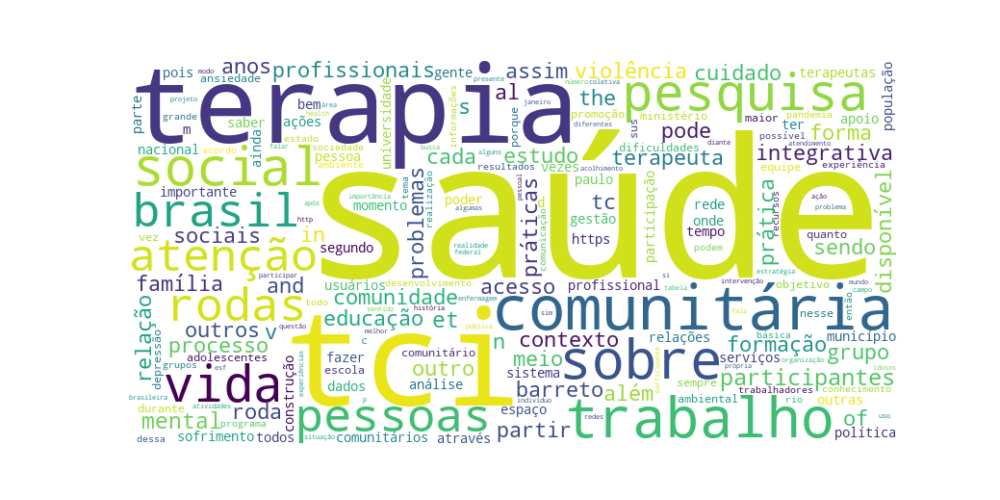 anos profissionais gente assim violência cuidado terapeutas
pois ansiedade s al the
terapia
pesquisa
população
parte
m bem ações
saber
ainda
universidade
informações
porque
promoção
ministério
maior
pandemia
apoio
sus
diferentes
número coletiva
modo presente
projeto
grande
área
health
falar
janeiro
diante
atendimento
nacional acordo
estado
sociedade
pessoa
ambiente
cada estudo
vezes
terapeuta
dificuldades
pode
ter
possível
forma
integrativa
equipe experiência
social
importante
momento
problemas
tema
realização
busca
alguns
resultados
acolhimento
pessoal
práticas
paulo
participação
rede
onde
tempo
podem
prática
recursos
ação
problema
quanto
sendo
disponível
brasil
após
importância
algumas
poder
saúde
tc
gestão
https
comunicação
vez sociais
http
segundo
in
realidade
federal
atenção
família
and
participar
usuários
desenvolvimento
acesso
profissional
si
estratégia
objetivo
mundo
então
campo
intervenção
tabela
relação
rodas
todo
comunidade
sentido
história
enfermagem
comunitária
nesse
município
outros v
questão
educação et
melhor
pública
sim
fala
n contexto
relações
básica
formação
organização
serviços
grupo
idosos
processo
depressão
grupos
adolescentes
esf
construção
experiências
tci
fazer
escola
c
comunitário
outro
dados análise
meio
sistema
sobre
própria
participantes
sempre
trabalhadores
conhecimento
vida
brasileira
atividades
p
barreto
indivíduo
além
ambiental
rio
outras
uso
durante
roda
mental
programa
pessoas
espaço
redes
trabalho
of
dessa
sofrimento
todos
situação
comunitários
através
partir
política